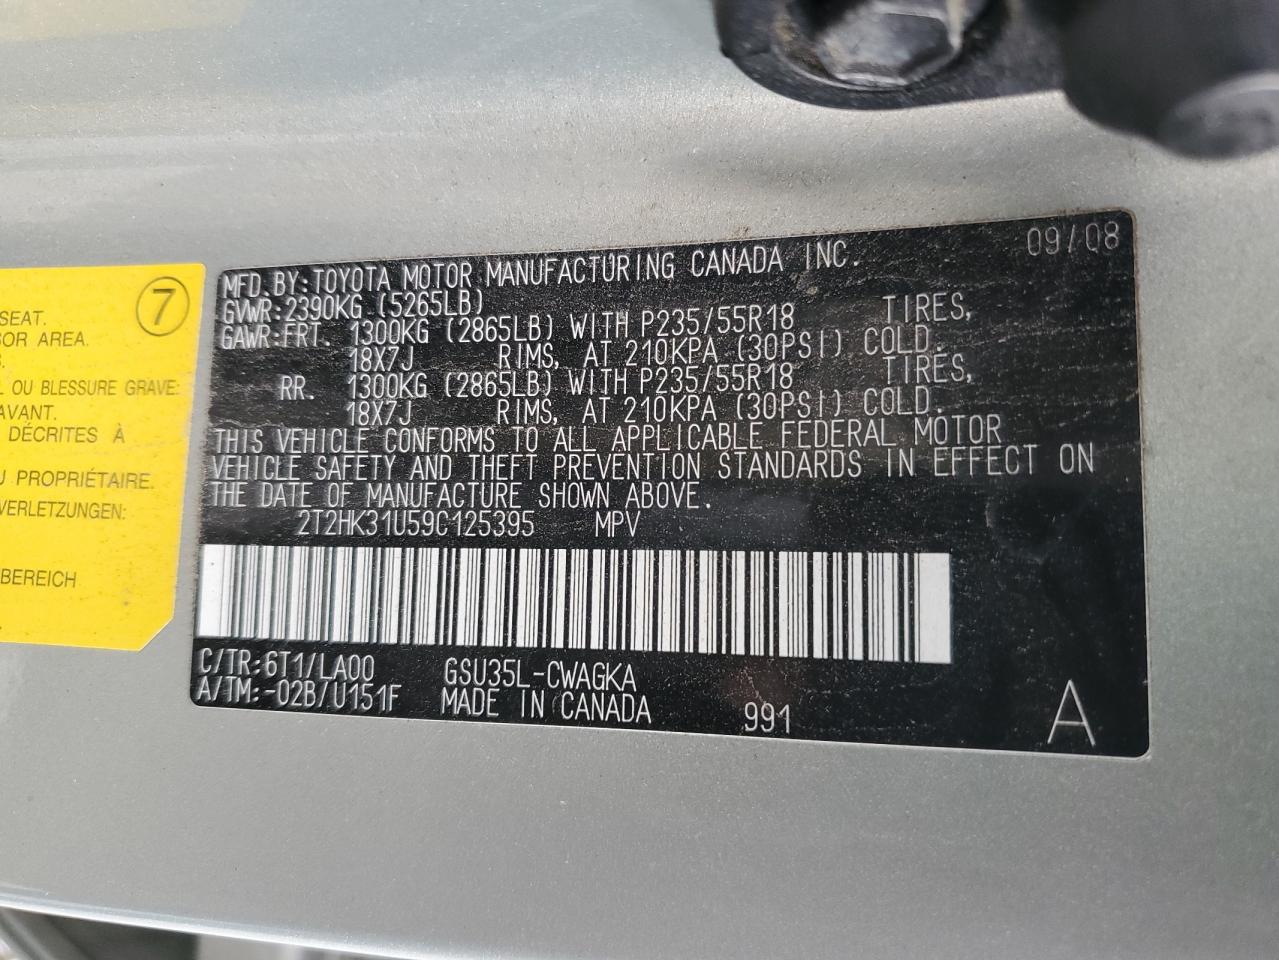 7
SEAT.
SOR AREA.
OU BLESSURE GRAVE:
AVANT.
DÉCRITES À
PROPRIÉTAIRE.
VERLETZUNGEN:
BEREICH
MFD.BY:TOYOTA MOTOR MANUFACTURING CANADA INC. 09/08
GVWR:2390KG (5265LB)
GAWR:FRT. 1300KG (2865LB) WITH P235/55R18 TIRES,
18X7J RIMS, AT 210KPA (30PSI) COLD.
RR. 1300KG (2865LB) WITH P235/55R18 TIRES,
18X7J RIMS, AT 210KPA (30PSI) COLD.
THIS VEHICLE CONFORMS TO ALL APPLICABLE FEDERAL MOTOR
VEHICLE SAFETY AND THEFT PREVENTION STANDARDS IN EFFECT ON
THE DATE OF MANUFACTURE SHOWN ABOVE.
2T2HK31U59C125395 MPV
C/TR:6T1/LA00 GSU35L-CWAGKA
A/TM:-02B/U151F MADE IN CANADA 991 A